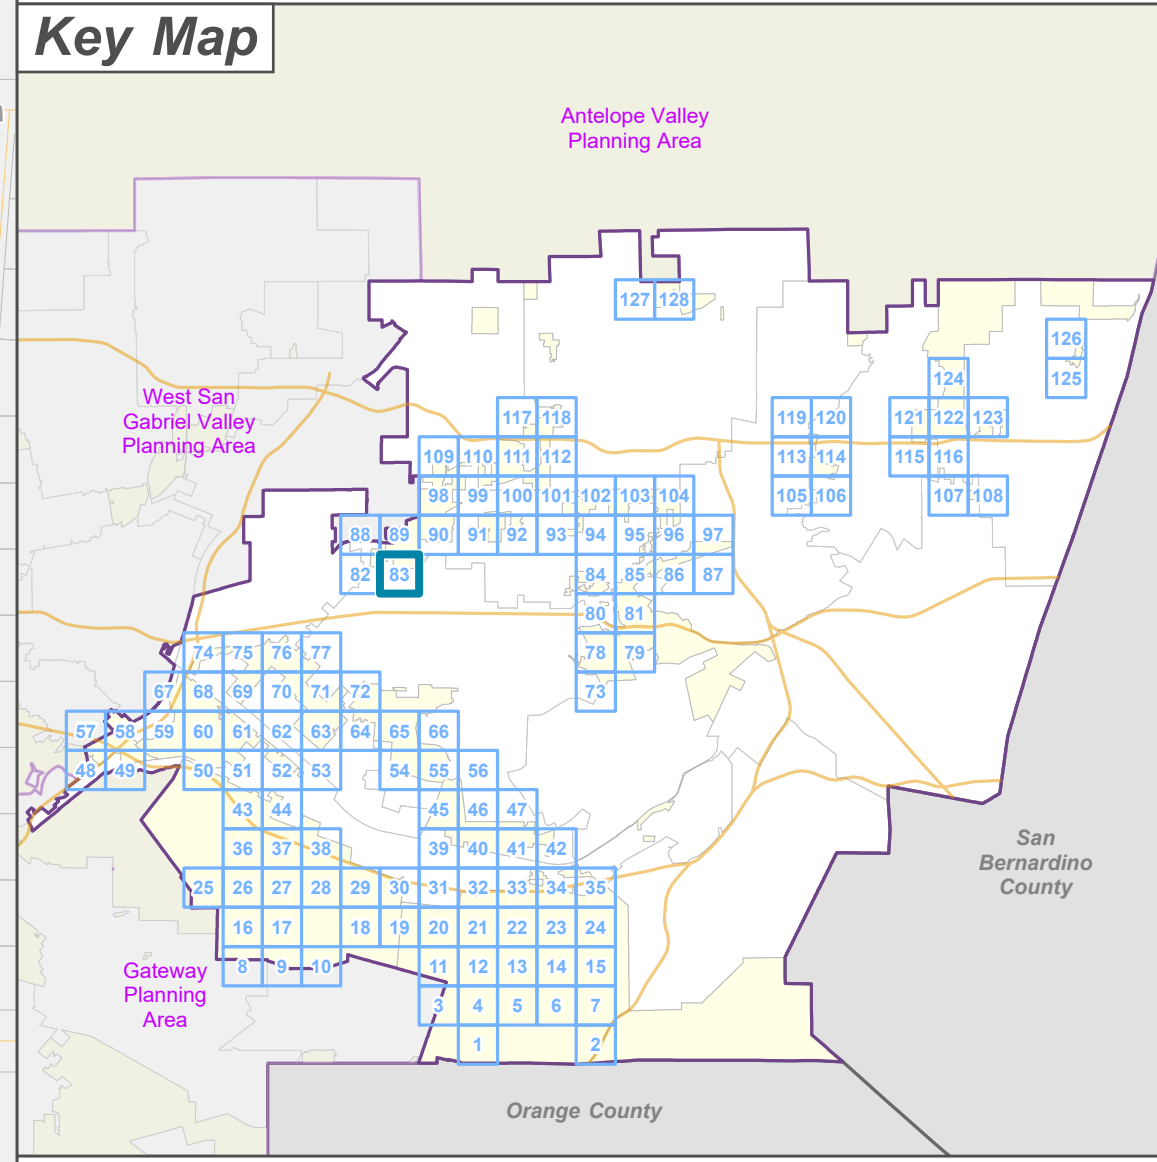 Key Map
Antelope Valley
Planning Area
127 128
126
124 125
West San
Gabriel Valley
Planning Area
117 118 119 120 121 122 123
109 110 111 112 113 114 115 116
98 99 100 101 102 103 104 105 106 107 108
88 89 90 91 92 93 94 95 96 97
82 83 84 85 86 87
80 81
74 75 76 77 78 79
67 68 69 70 71 72 73
57 58 59 60 61 62 63 64 65 66
48 49 50 51 52 53 54 55 56
43 44 45 46 47
36 37 38 39 40 41 42
San
Bernardino
County
25 26 27 28 29 30 31 32 33 34 35
16 17 18 19 20 21 22 23 24
8 9 10 11 12 13 14 15
Gateway
Planning
Area
3 4 5 6 7
1 2
Orange County